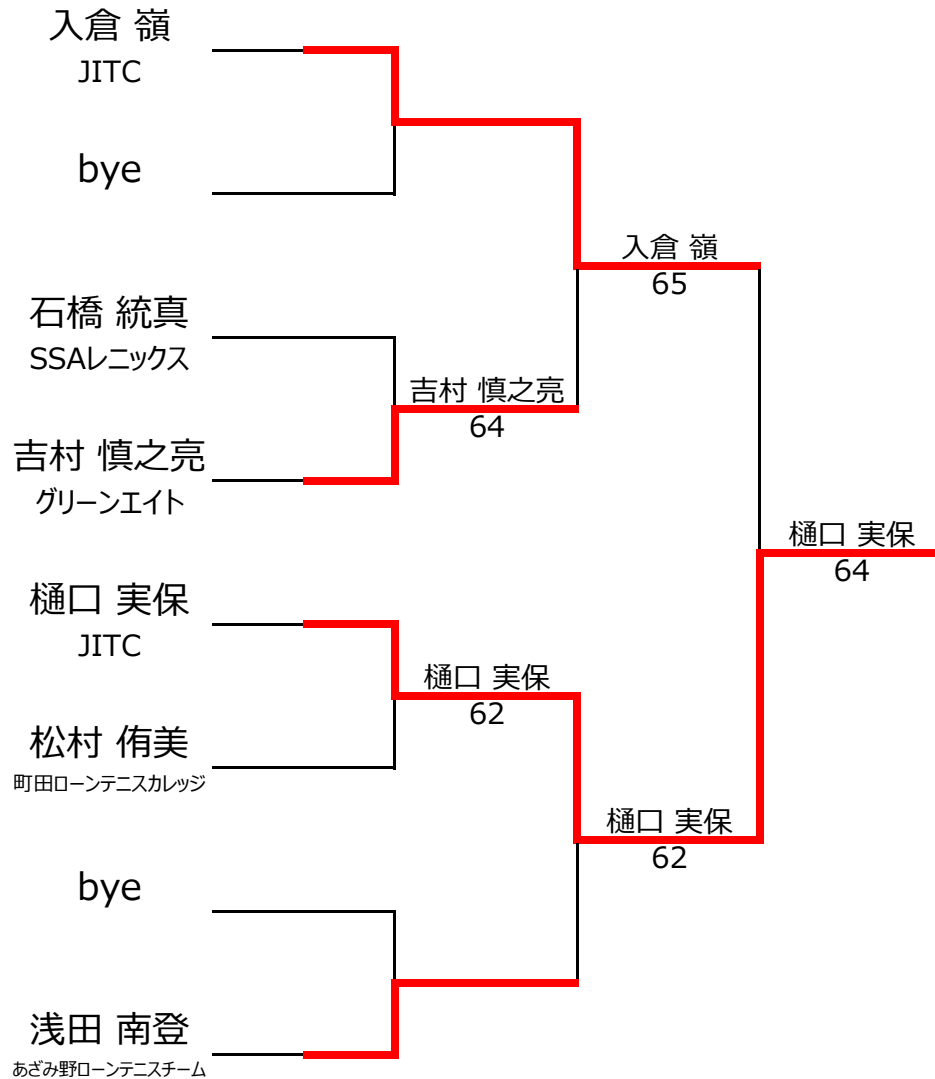 入倉 嶺
JITC
bye
入倉 嶺
65
石橋 統真
SSAレニックス
吉村 慎之亮
64
吉村 慎之亮
グリーンエイト
樋口 実保
64
樋口 実保
JITC
樋口 実保
62
松村 侑美
町田ローンテニスカレッジ
樋口 実保
62
bye
浅田 南登
あざみ野ローンテニスチーム